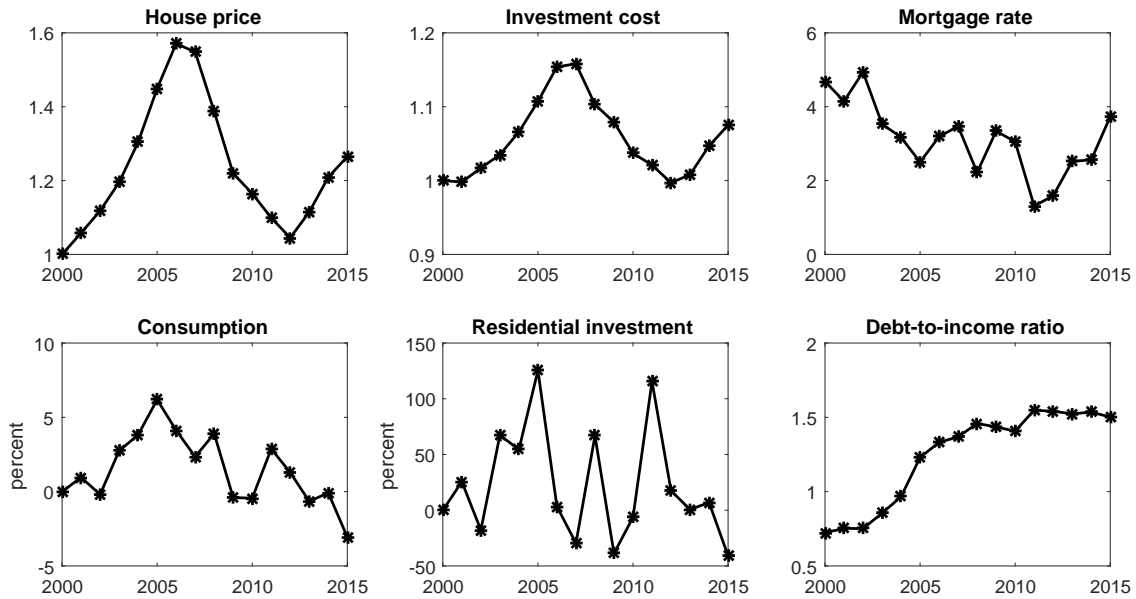 House price
1.6
1.4
1.2
1
2000 2005 2010 2015
Investment cost
1.2
1.1
1
0.9
2000 2005 2010 2015
Mortgage rate
6
4
2
0
2000 2005 2010 2015
Consumption
percent
10
5
0
-5
2000 2005 2010 2015
Residential investment
percent
150
100
50
0
-50
2000 2005 2010 2015
Debt-to-income ratio
2
1.5
1
0.5
2000 2005 2010 2015